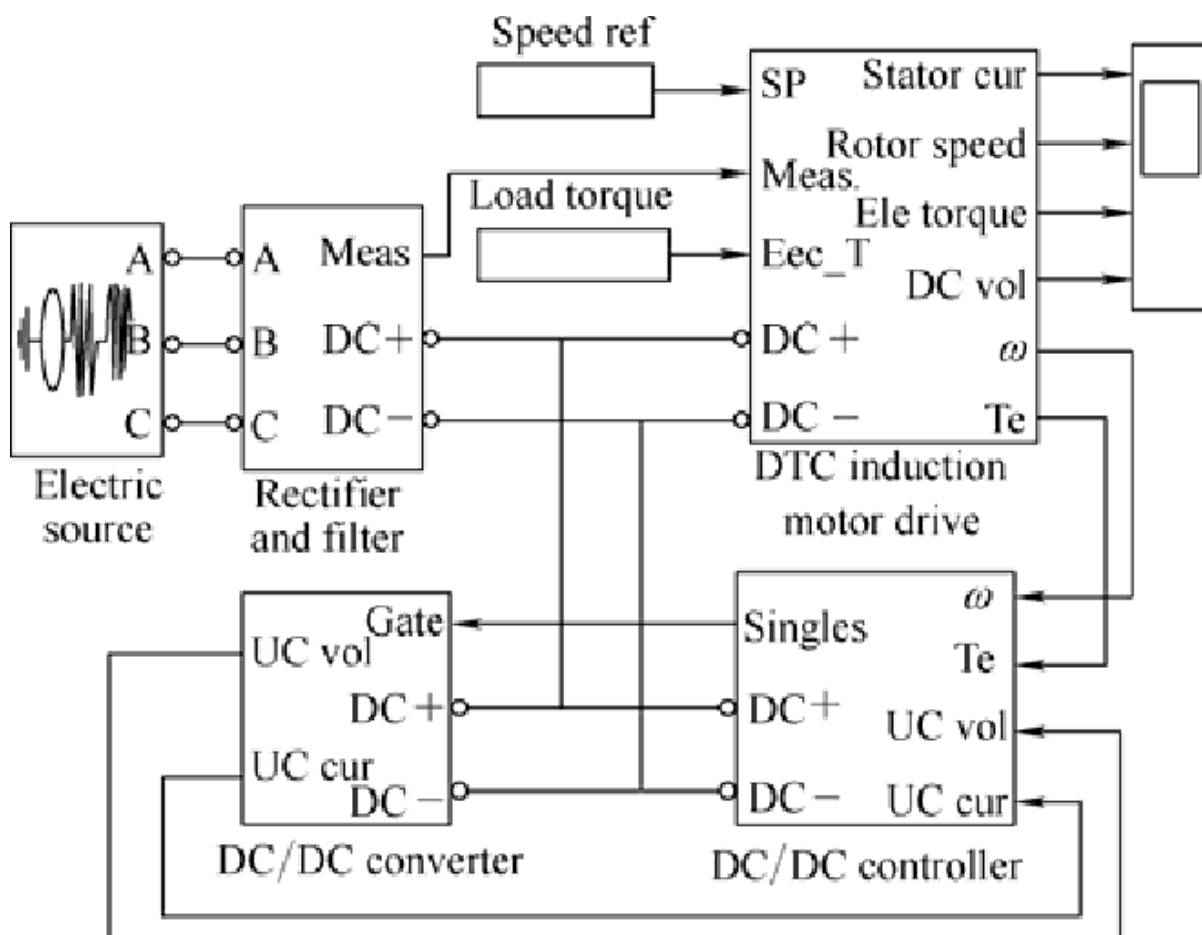 Speed ref
SP
Stator cur
Rotor speed
Meas.
Load torque
Ele torque
Eec_T
DC vol
DC+
ω
DC−
Te
DTC induction
motor drive
A
B
C
Electric
source
A
Meas
B
DC+
C
DC−
Rectifier
and filter
Gate
UC vol
DC+
UC cur
DC−
DC/DC converter
ω
Singles
Te
DC+
UC vol
DC−
UC cur
DC/DC controller